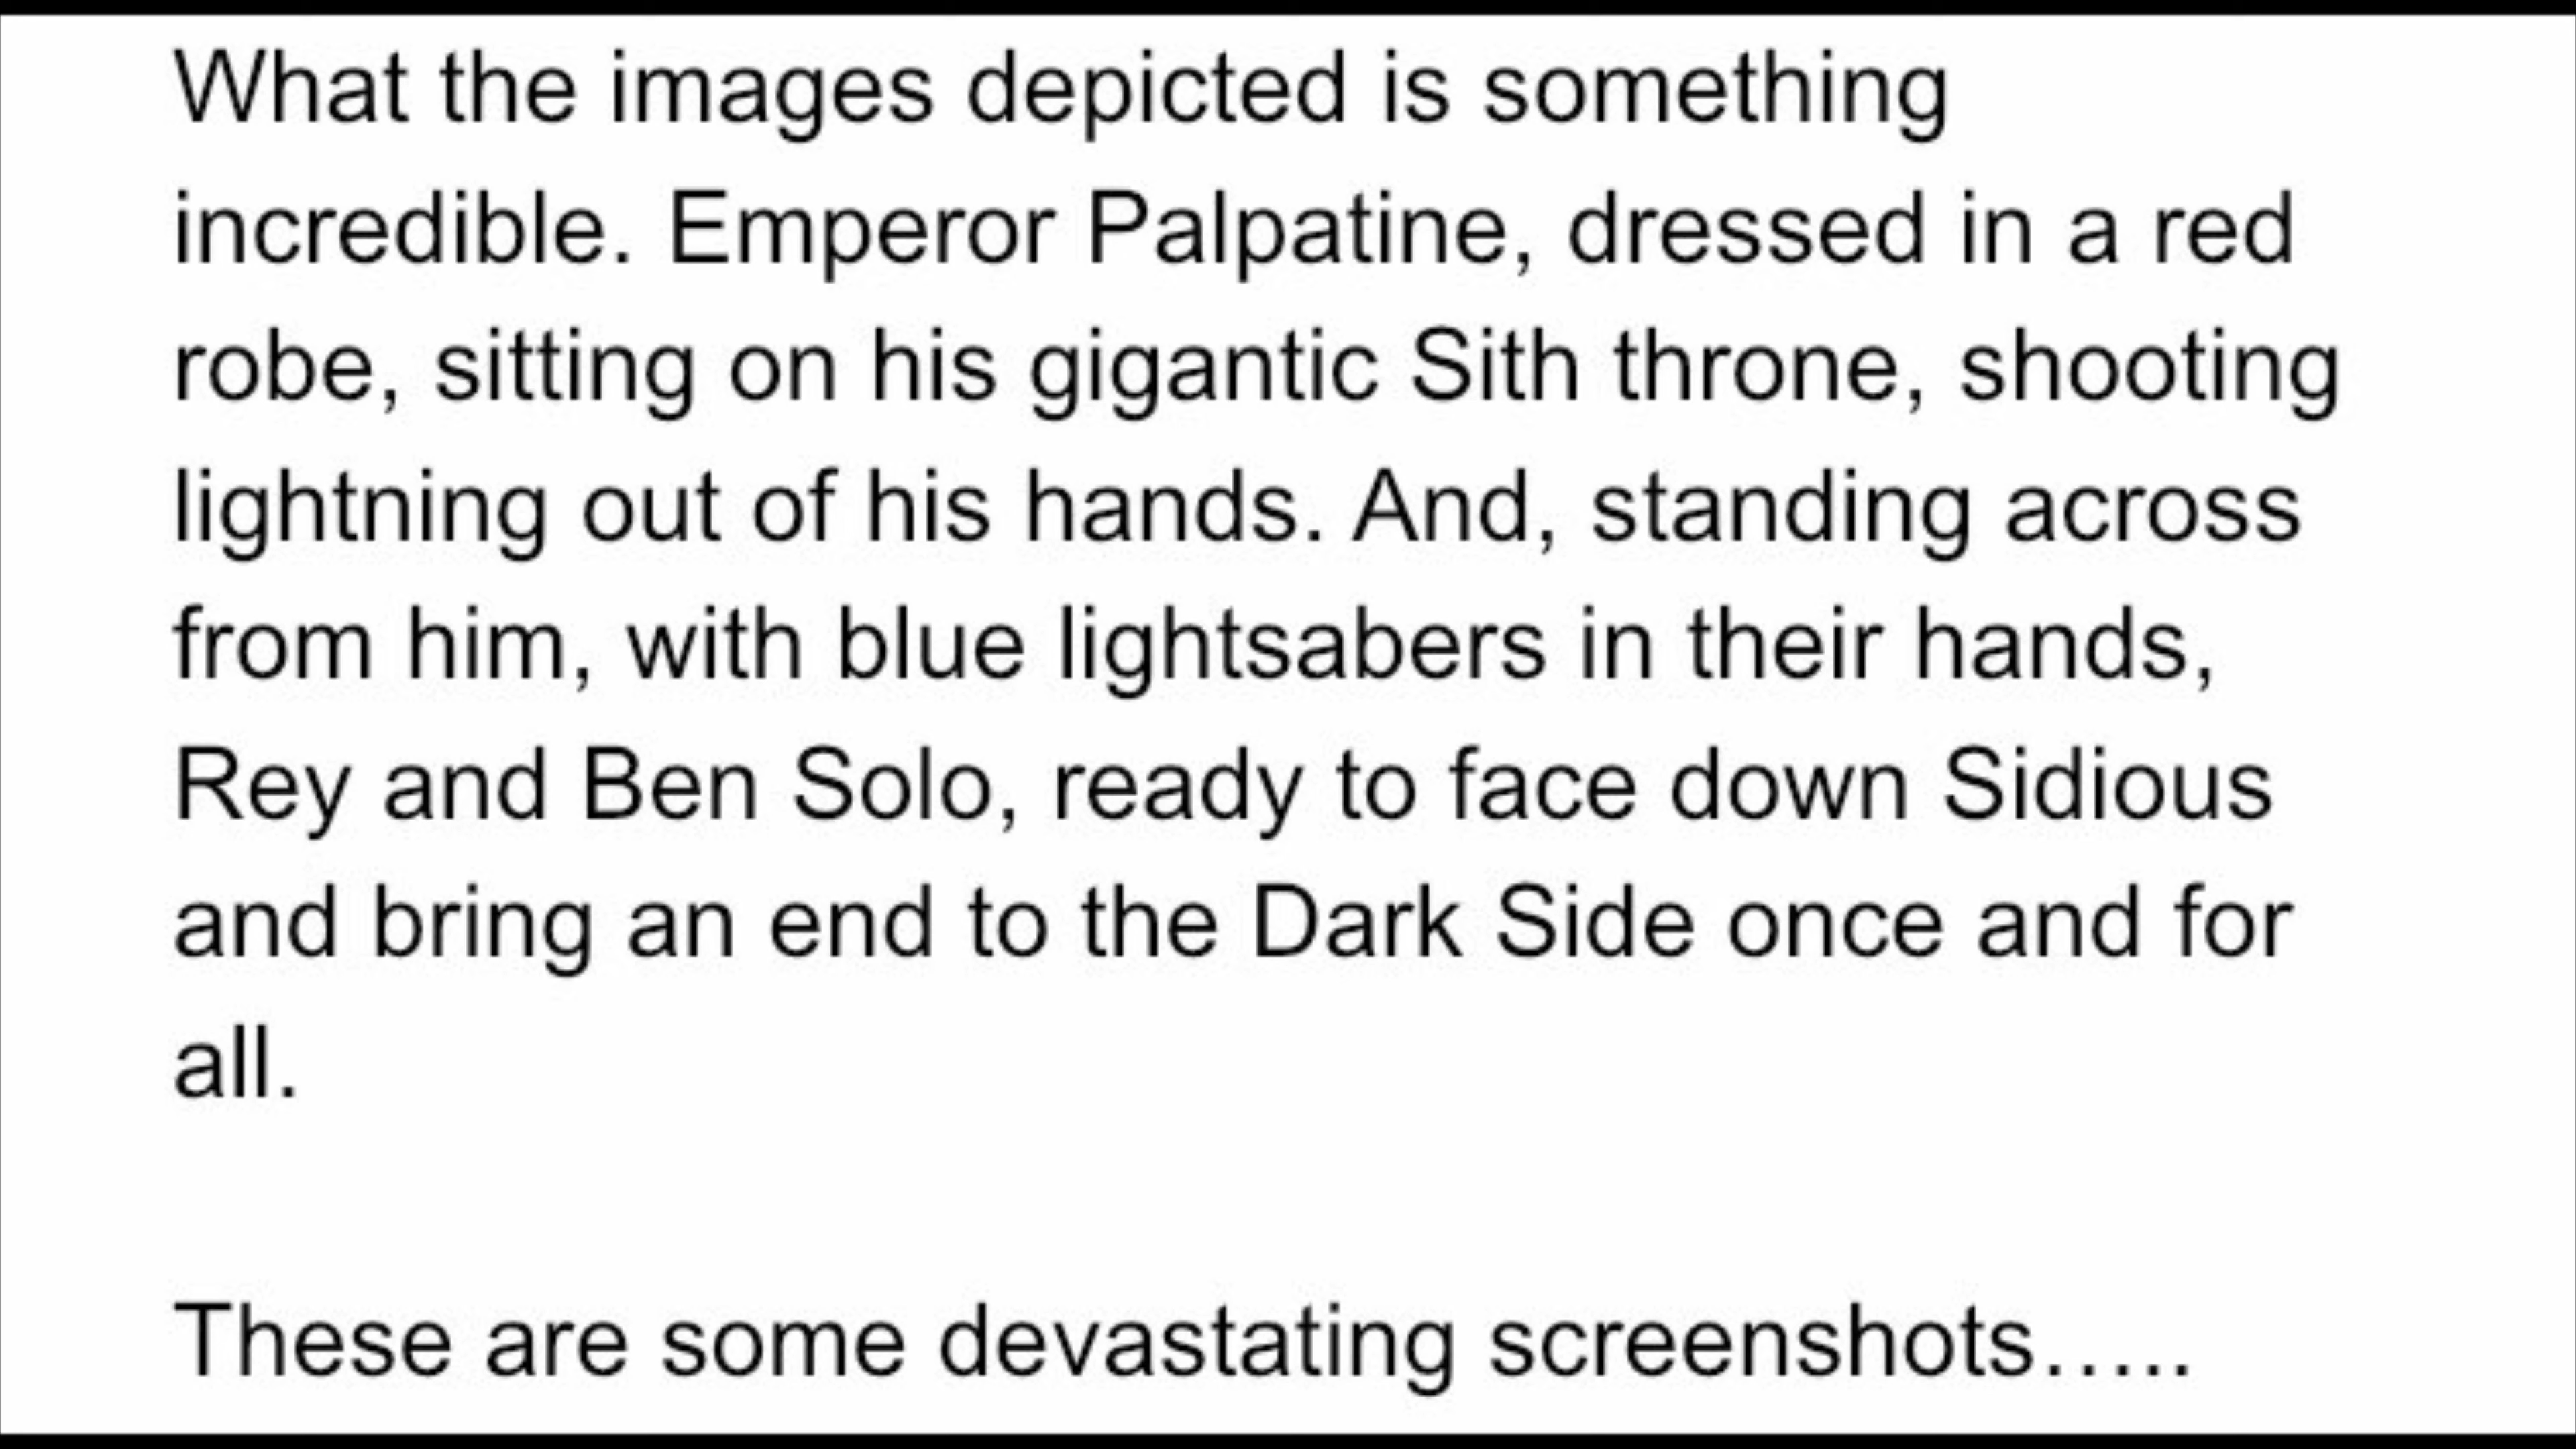 What the images depicted is something
incredible. Emperor Palpatine, dressed in a red
robe, sitting on his gigantic Sith throne, shooting
lightning out of his hands. And, standing across
from him, with blue lightsabers in their hands,
Rey and Ben Solo, ready to face down Sidious
and bring an end to the Dark Side once and for
all.
These are some devastating screenshots…..